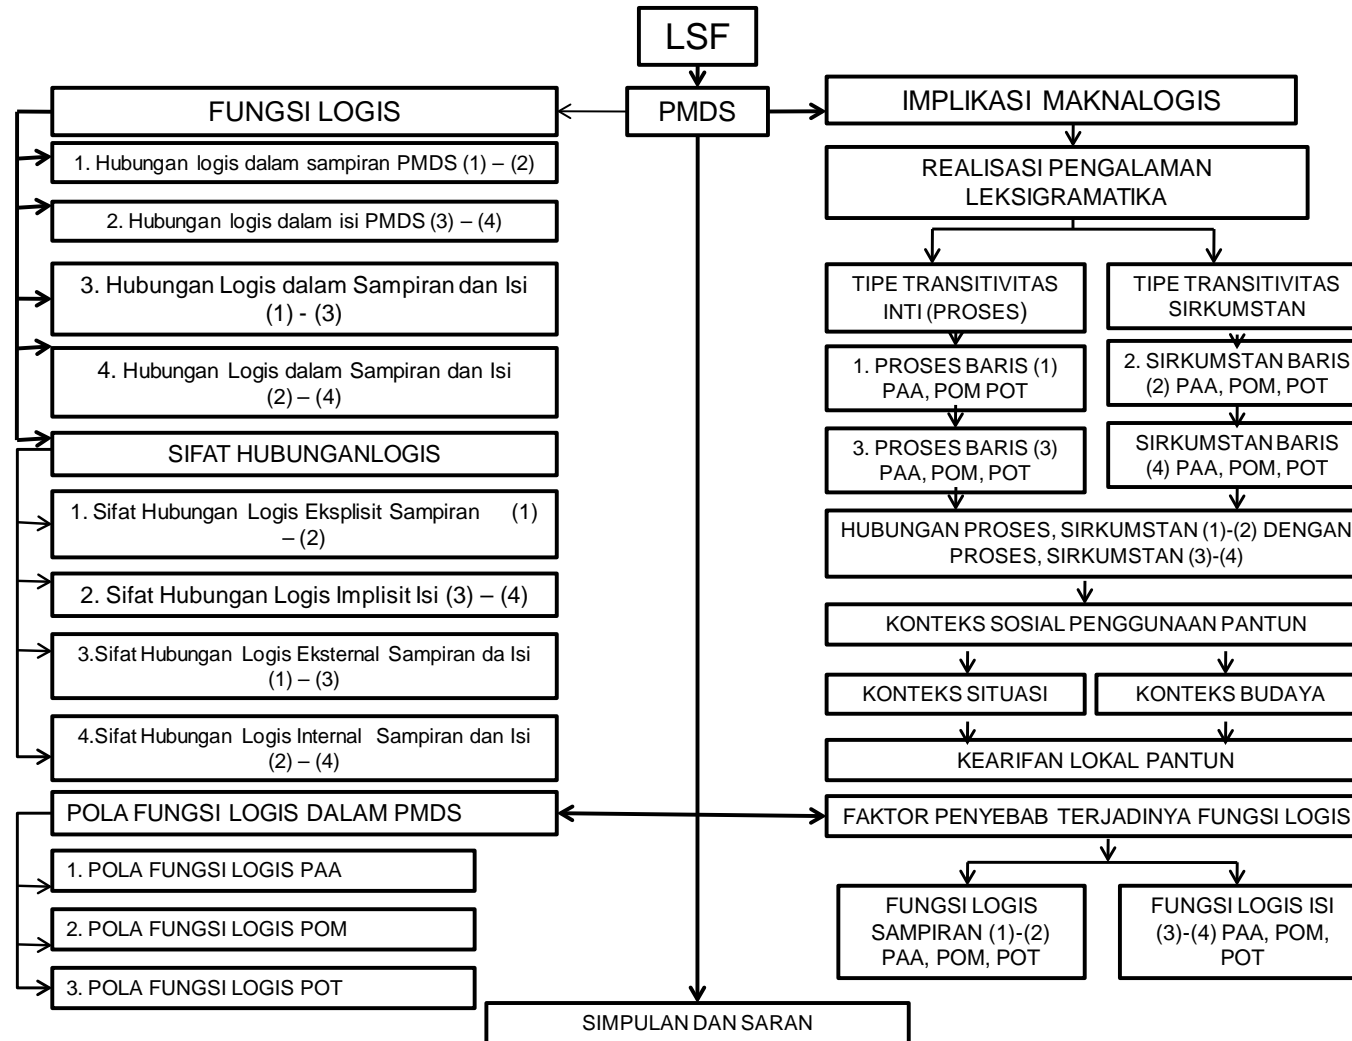 LSF
PMDS
FUNGSI LOGIS
1. Hubungan logis dalam sampiran PMDS (1) – (2)
2. Hubungan logis dalam isi PMDS (3) – (4)
3. Hubungan Logis dalam Sampiran dan Isi
(1) - (3)
4. Hubungan Logis dalam Sampiran dan Isi
(2) – (4)
SIFAT HUBUNGANLOGIS
1. Sifat Hubungan Logis Eksplisit Sampiran (1)
– (2)
2. Sifat Hubungan Logis Implisit Isi (3) – (4)
3.Sifat Hubungan Logis Eksternal Sampiran da Isi
(1) – (3)
4.Sifat Hubungan Logis Internal Sampiran dan Isi
(2) – (4)
POLA FUNGSI LOGIS DALAM PMDS
1. POLA FUNGSI LOGIS PAA
2. POLA FUNGSI LOGIS POM
3. POLA FUNGSI LOGIS POT
IMPLIKASI MAKNALOGIS
REALISASI PENGALAMAN
LEKSIGRAMATIKA
TIPE TRANSITIVITAS
INTI (PROSES)
TIPE TRANSITIVITAS
SIRKUMSTAN
1. PROSES BARIS (1)
PAA, POM POT
2. SIRKUMSTAN BARIS
(2) PAA, POM, POT
3. PROSES BARIS (3)
PAA, POM, POT
SIRKUMSTAN BARIS
(4) PAA, POM, POT
HUBUNGAN PROSES, SIRKUMSTAN (1)-(2) DENGAN
PROSES, SIRKUMSTAN (3)-(4)
KONTEKS SOSIAL PENGGUNAAN PANTUN
KONTEKS SITUASI
KONTEKS BUDAYA
KEARIFAN LOKAL PANTUN
FAKTOR PENYEBAB TERJADINYA FUNGSI LOGIS
FUNGSI LOGIS
SAMPIRAN (1)-(2)
PAA, POM, POT
FUNGSI LOGIS ISI
(3)-(4) PAA, POM,
POT
SIMPULAN DAN SARAN